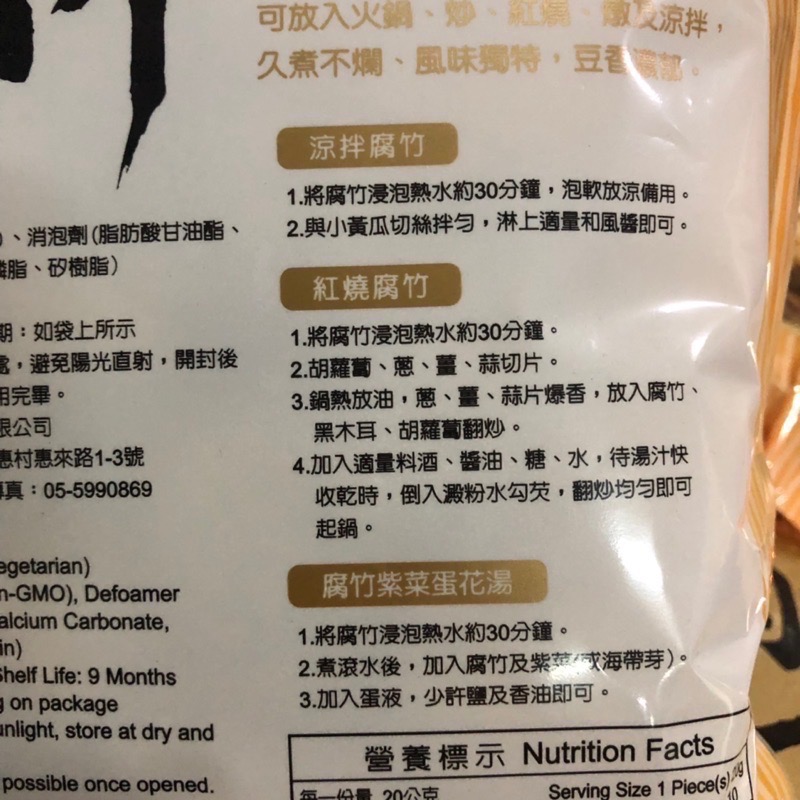 可放入火鍋、炒、紅燒、燉及涼拌，
久煮不爛、風味獨特，豆香濃郁。
涼拌腐竹
1.將腐竹浸泡熱水約30分鐘，泡軟放涼備用。
2.與小黃瓜切絲拌勻，淋上適量和風醬即可。
紅燒腐竹
1.將腐竹浸泡熱水約30分鐘。
2.胡蘿蔔、蔥、薑、蒜切片。
3.鍋熱放油，蔥、薑、蒜片爆香，放入腐竹、
黑木耳、胡蘿蔔翻炒。
4.加入適量料酒、醬油、糖、水，待湯汁快
收乾時，倒入澱粉水勾芡，翻炒均勻即可
起鍋。
腐竹紫菜蛋花湯
1.將腐竹浸泡熱水約30分鐘。
2.煮滾水後，加入腐竹及紫菜(或海帶芽)。
3.加入蛋液，少許鹽及香油即可。
營養標示 Nutrition Facts
每一份量 20公克
Serving Size 1 Piece(s)
)、消泡劑(脂肪酸甘油酯、
磷脂、矽樹脂)
期：如袋上所示
處，避免陽光直射，開封後
用完畢。
限公司
惠村惠來路1-3號
傳真：05-5990869
egetarian)
n-GMO), Defoamer
alcium Carbonate,
in)
Shelf Life: 9 Months
g on package
unlight, store at dry and
possible once opened.